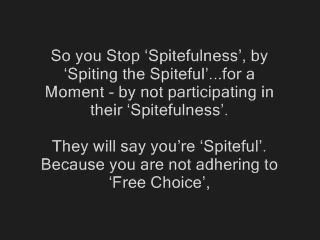 So you Stop ‘Spitefulness’, by
‘Spiting the Spiteful’...for a
Moment - by not participating in
their ‘Spitefulness’.
They will say you’re ‘Spiteful’.
Because you are not adhering to
‘Free Choice’,